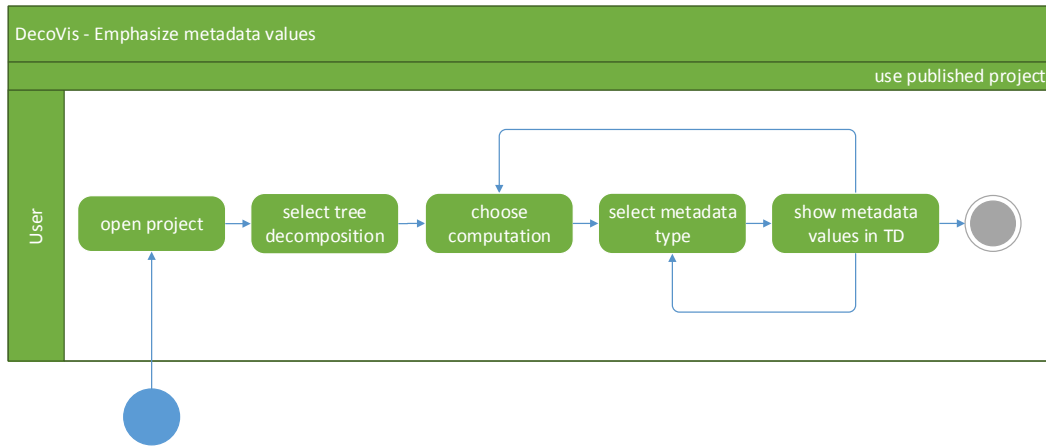 DecoVis - Emphasize metadata values
use published project
User
open project
select tree
decomposition
choose
computation
select metadata
type
show metadata
values in TD